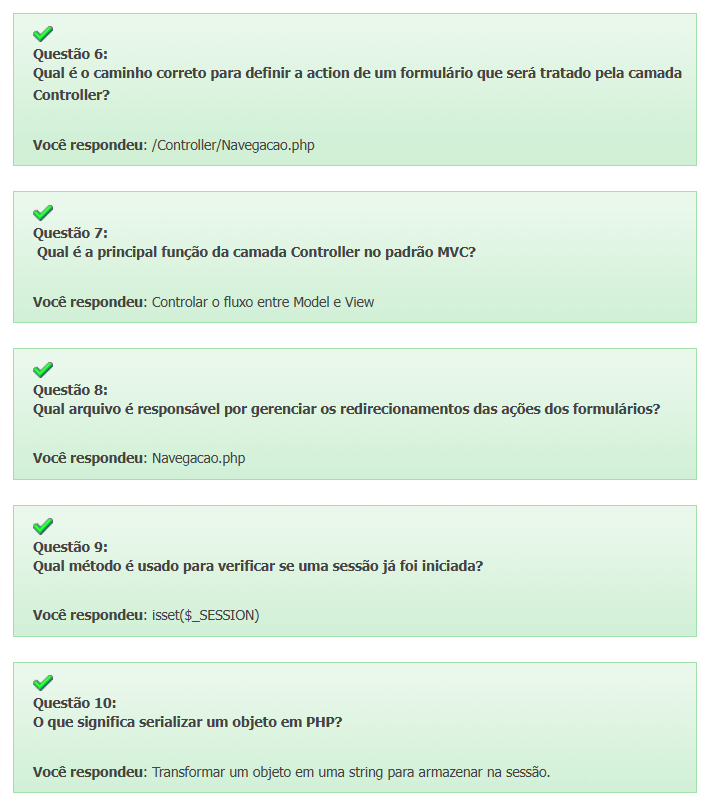 Questão 6:
Qual é o caminho correto para definir a action de um formulário que será tratado pela camada
Controller?
Você respondeu: /Controller/Navegacao.php
Questão 7:
Qual é a principal função da camada Controller no padrão MVC?
Você respondeu: Controlar o fluxo entre Model e View
Questão 8:
Qual arquivo é responsável por gerenciar os redirecionamentos das ações dos formulários?
Você respondeu: Navegacao.php
Questão 9:
Qual método é usado para verificar se uma sessão já foi iniciada?
Você respondeu: isset($_SESSION)
Questão 10:
O que significa serializar um objeto em PHP?
Você respondeu: Transformar um objeto em uma string para armazenar na sessão.